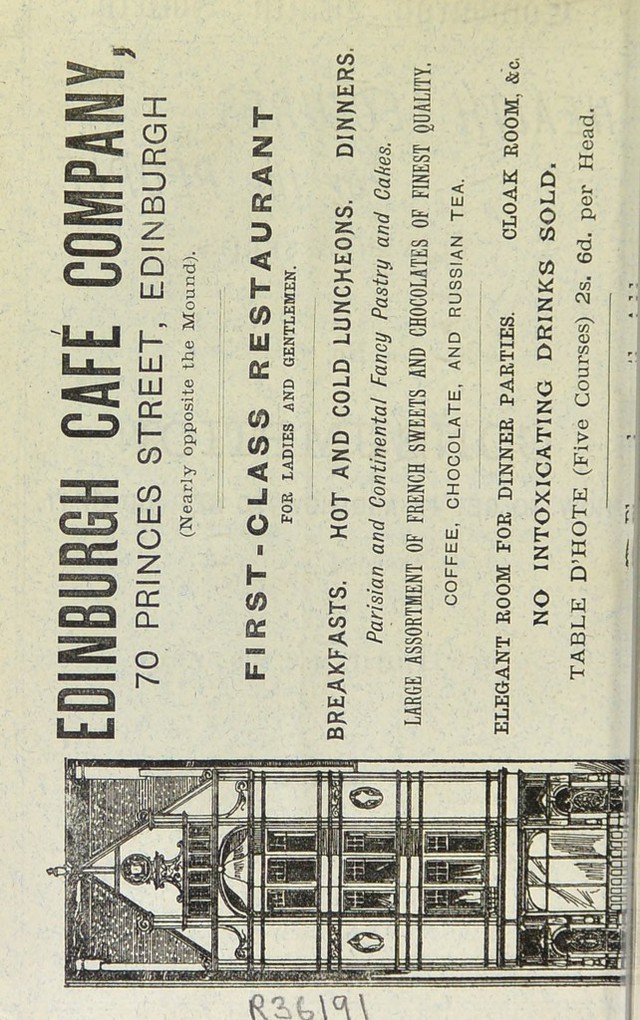 EDINBURGH CAFÉ COMPANY,
70 PRINCES STREET, EDINBURGH
(Nearly opposite the Mound).
FIRST-CLASS RESTAURANT
FOR LADIES AND GENTLEMEN.
BREAKFASTS. HOT AND COLD LUNCHEONS. DINNERS.
Parisian and Continental Fancy Pastry and Cakes.
LARGE ASSORTMENT OF FRENCH SWEETS AND CHOCOLATES OF FINEST QUALITY.
COFFEE, CHOCOLATE, AND RUSSIAN TEA.
ELEGANT ROOM FOR DINNER PARTIES. CLOAK ROOM, &c.
NO INTOXICATING DRINKS SOLD.
TABLE D'HOTE (Five Courses) 2s. 6d. per Head.
R36191